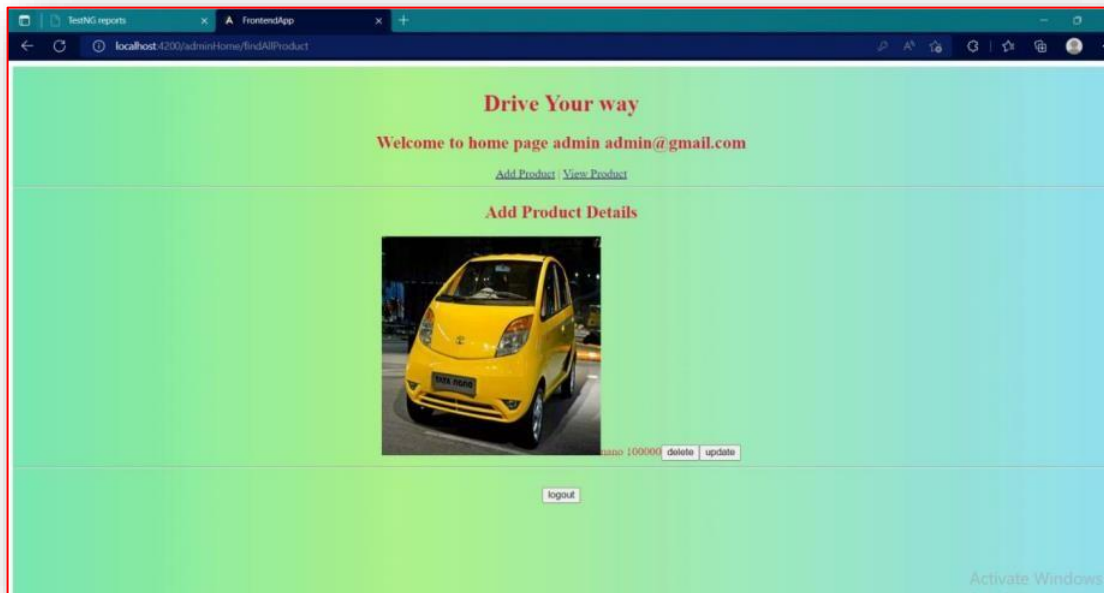 TestNG reports
FrontendApp
localhost:4200/adminHome/findAllProduct
Drive Your way
Welcome to home page admin admin@gmail.com
Add Product | View Product
Add Product Details
TATA nano
nano 100000 delete update
logout
Activate Windows